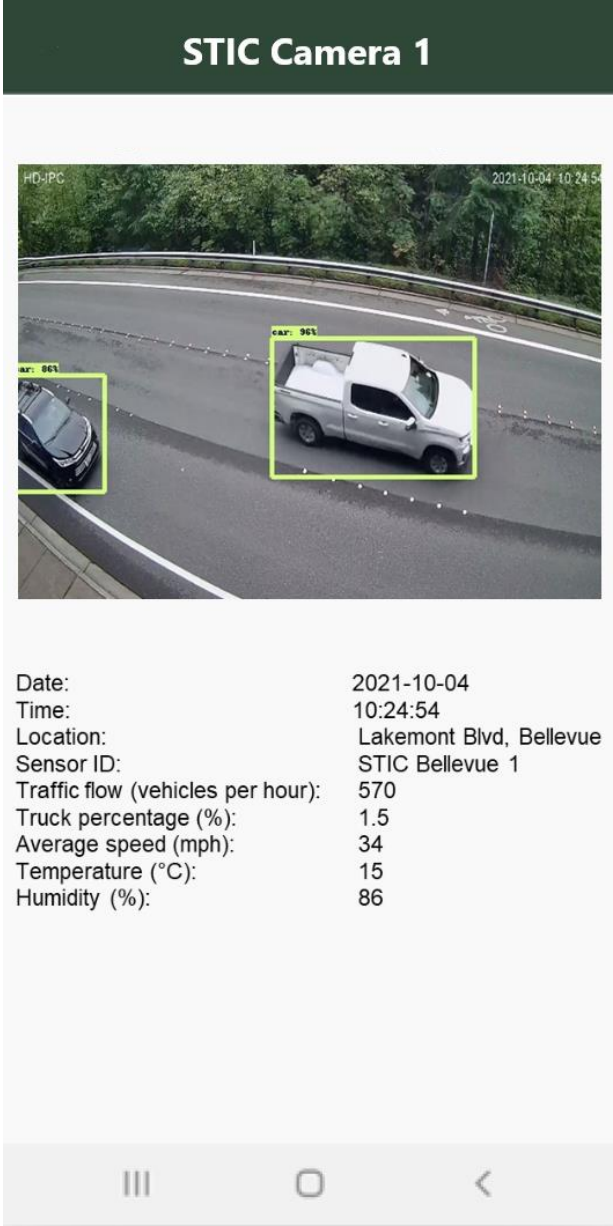 STIC Camera 1
HD-IPC 2021-10-04 10:24:54
car: 96%
ar: 86%
Date: 2021-10-04
Time: 10:24:54
Location: Lakemont Blvd, Bellevue
Sensor ID: STIC Bellevue 1
Traffic flow (vehicles per hour): 570
Truck percentage (%): 1.5
Average speed (mph): 34
Temperature (°C): 15
Humidity (%): 86